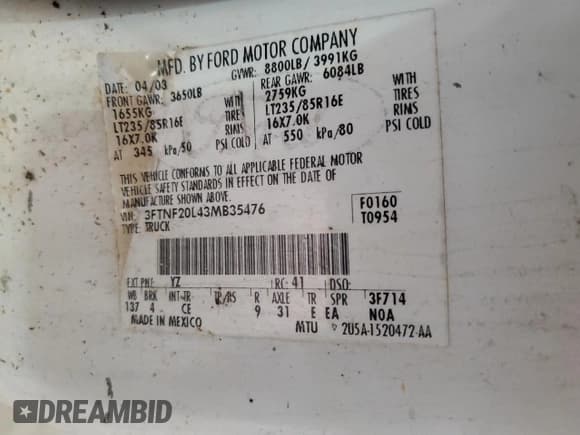 MFD. BY FORD MOTOR COMPANY
DATE: 04/03 GVWR: 8800LB/ 3991KG
FRONT GAWR: 3650LB REAR GAWR: 6084LB
1655KG WITH 2759KG WITH
LT235/85R16E TIRES LT235/85R16E TIRES
16X7.0K RIMS 16X7.0K RIMS
AT 345 kPa/50 PSI COLD AT 550 kPa/80 PSI COLD
THIS VEHICLE CONFORMS TO ALL APPLICABLE FEDERAL MOTOR
VEHICLE SAFETY STANDARDS IN EFFECT ON THE DATE OF
MANUFACTURE SHOWN ABOVE.
VIN: 3FTNF20L43MB35476 F0160
TYPE: TRUCK T0954
EXT PNT: YZ RC: 41 DSO:
WB BRK INT TR TP/PS R AXLE TR SPR 3F714
137 4 CE 9 31 E EA NOA
MADE IN MEXICO MTU 2U5A-1520472-AA
DREAMBID